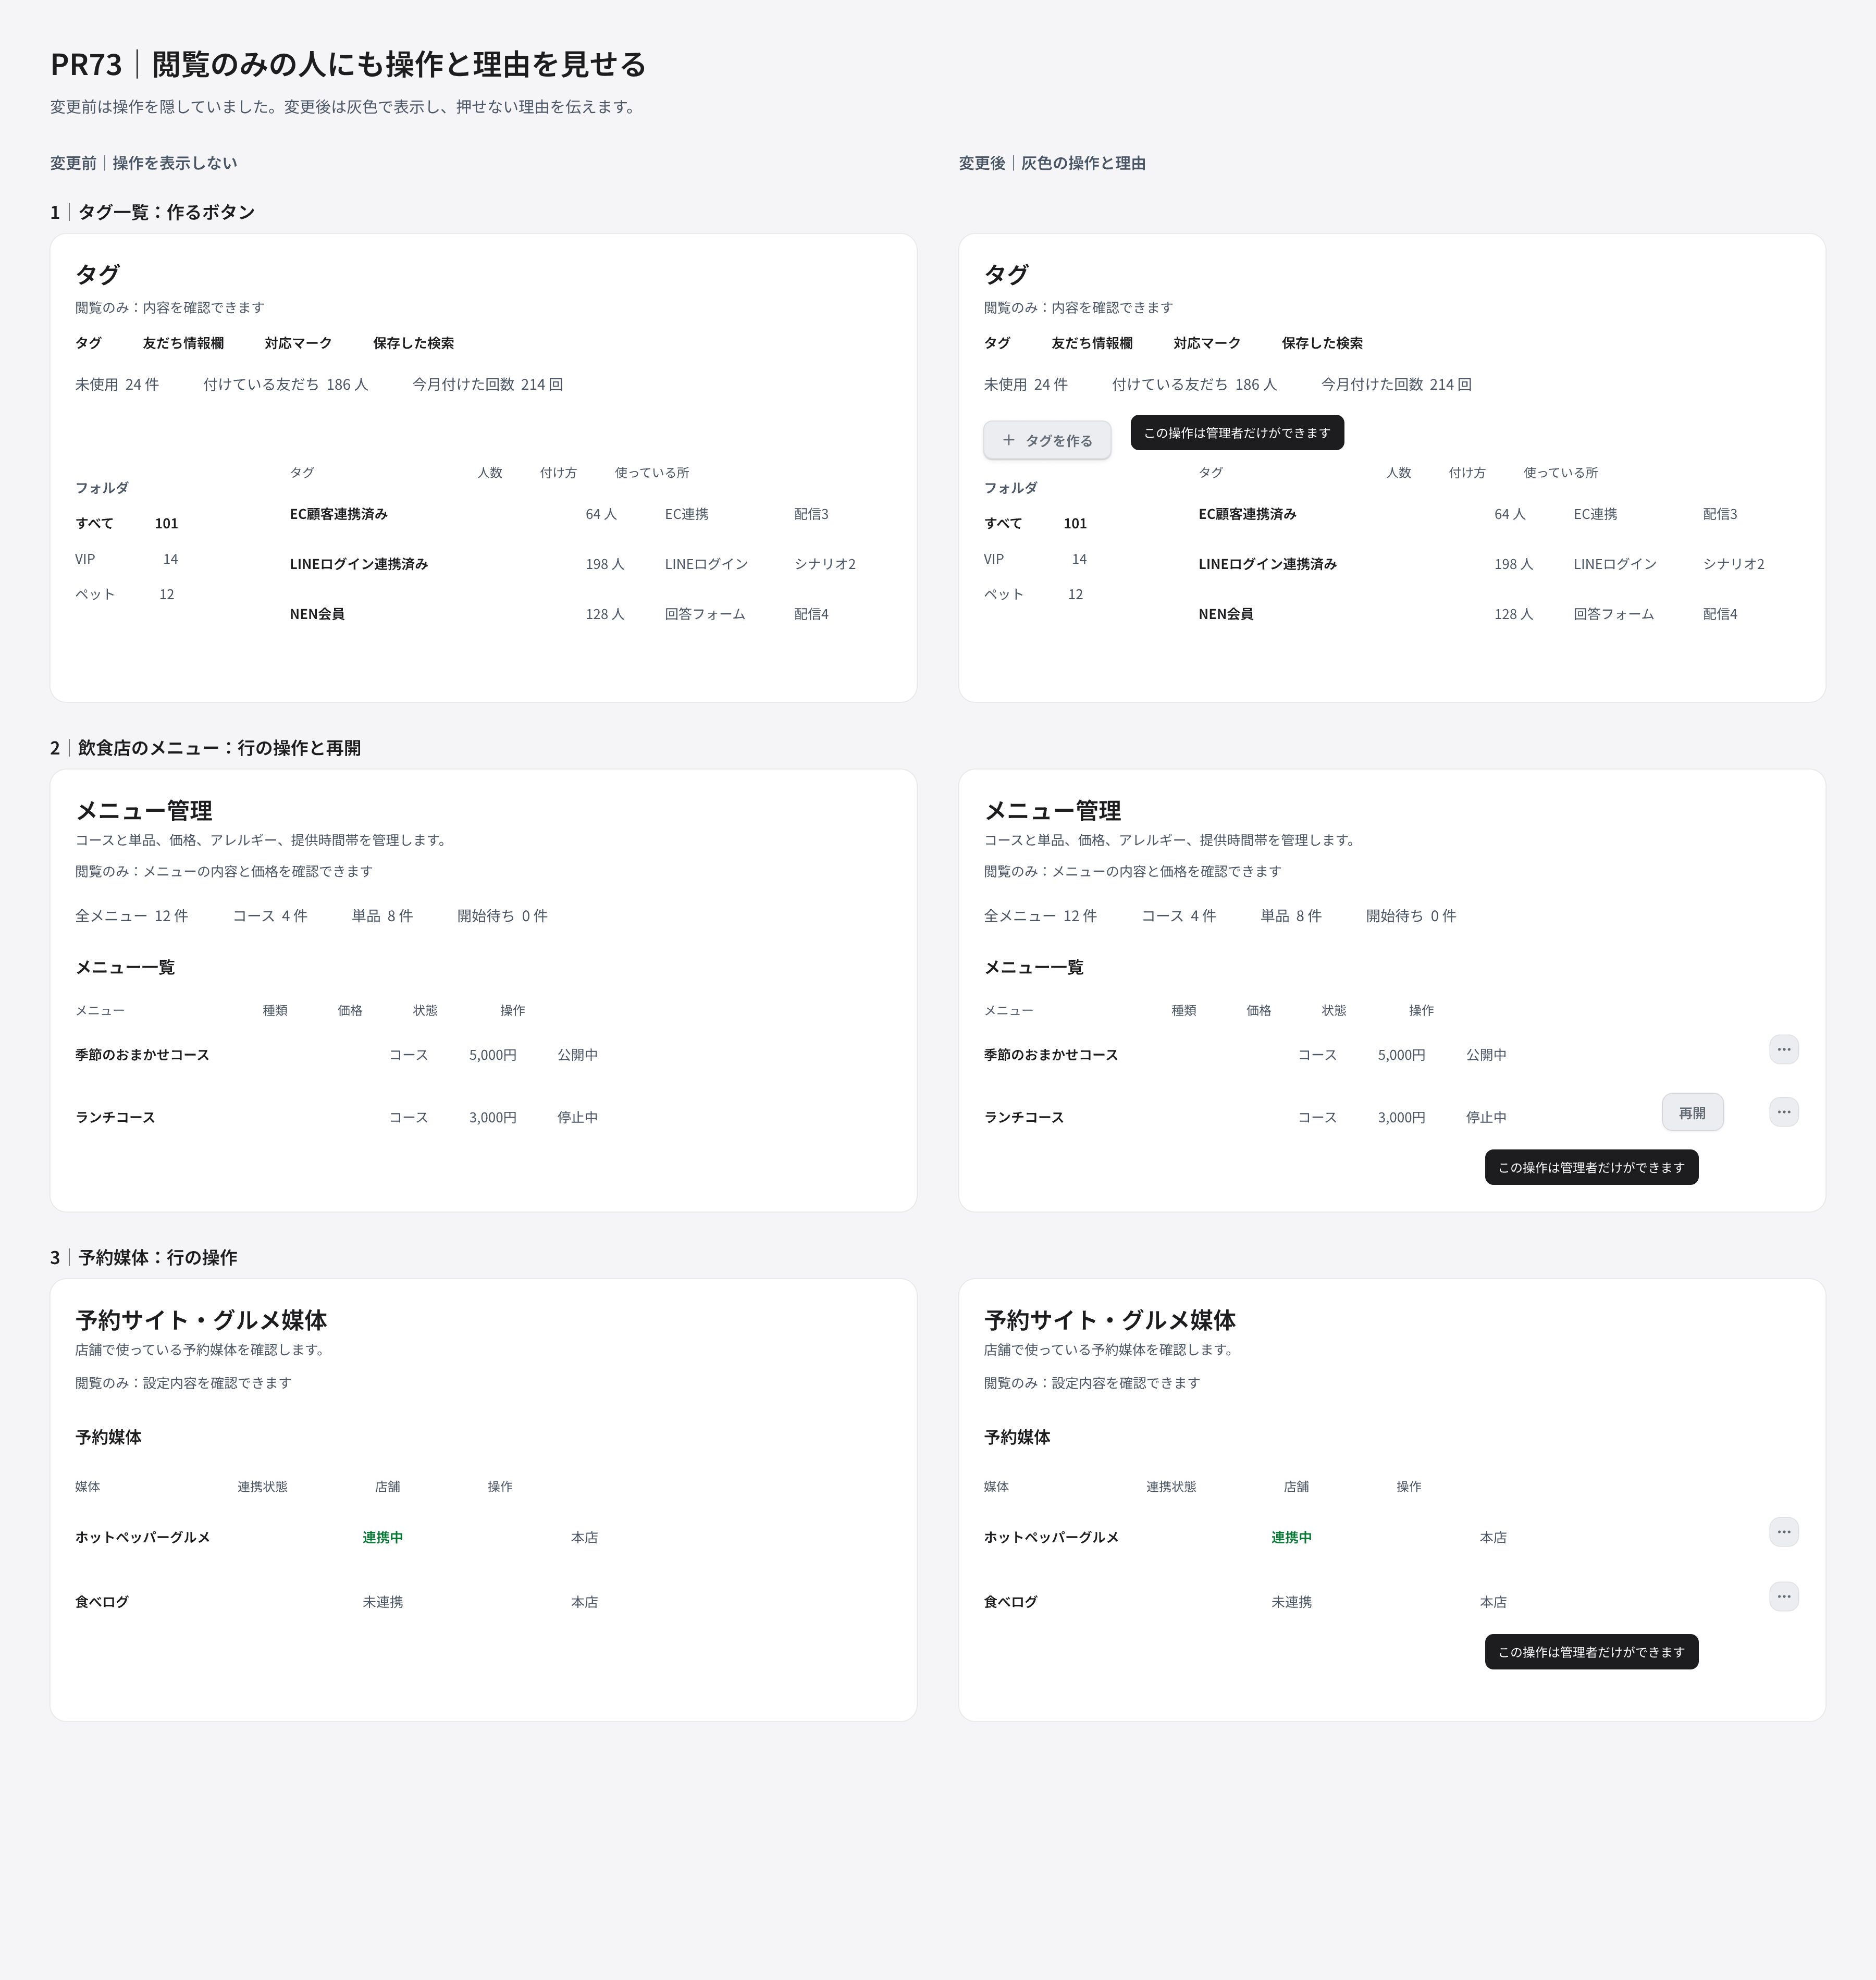 PR73｜閲覧のみの人にも操作と理由を見せる
変更前は操作を隠していました。変更後は灰色で表示し、押せない理由を伝えます。
変更前｜操作を表示しない
変更後｜灰色の操作と理由
1｜タグ一覧：作るボタン
タグ
閲覧のみ：内容を確認できます
タグ 友だち情報欄 対応マーク 保存した検索
未使用 24 件 付けている友だち 186 人 今月付けた回数 214 回
タグ 人数 付け方 使っている所
フォルダ
すべて 101
VIP 14
ペット 12
EC顧客連携済み 64 人 EC連携 配信3
LINEログイン連携済み 198 人 LINEログイン シナリオ2
NEN会員 128 人 回答フォーム 配信4
タグ
閲覧のみ：内容を確認できます
タグ 友だち情報欄 対応マーク 保存した検索
未使用 24 件 付けている友だち 186 人 今月付けた回数 214 回
＋ タグを作る この操作は管理者だけができます
タグ 人数 付け方 使っている所
フォルダ
すべて 101
VIP 14
ペット 12
EC顧客連携済み 64 人 EC連携 配信3
LINEログイン連携済み 198 人 LINEログイン シナリオ2
NEN会員 128 人 回答フォーム 配信4
2｜飲食店のメニュー：行の操作と再開
メニュー管理
コースと単品、価格、アレルギー、提供時間帯を管理します。
閲覧のみ：メニューの内容と価格を確認できます
全メニュー 12 件 コース 4 件 単品 8 件 開始待ち 0 件
メニュー一覧
メニュー 種類 価格 状態 操作
季節のおまかせコース コース 5,000円 公開中
ランチコース コース 3,000円 停止中
メニュー管理
コースと単品、価格、アレルギー、提供時間帯を管理します。
閲覧のみ：メニューの内容と価格を確認できます
全メニュー 12 件 コース 4 件 単品 8 件 開始待ち 0 件
メニュー一覧
メニュー 種類 価格 状態 操作
季節のおまかせコース コース 5,000円 公開中 …
ランチコース コース 3,000円 停止中 再開 …
この操作は管理者だけができます
3｜予約媒体：行の操作
予約サイト・グルメ媒体
店舗で使っている予約媒体を確認します。
閲覧のみ：設定内容を確認できます
予約媒体
媒体 連携状態 店舗 操作
ホットペッパーグルメ 連携中 本店
食べログ 未連携 本店
予約サイト・グルメ媒体
店舗で使っている予約媒体を確認します。
閲覧のみ：設定内容を確認できます
予約媒体
媒体 連携状態 店舗 操作
ホットペッパーグルメ 連携中 本店 …
食べログ 未連携 本店 …
この操作は管理者だけができます